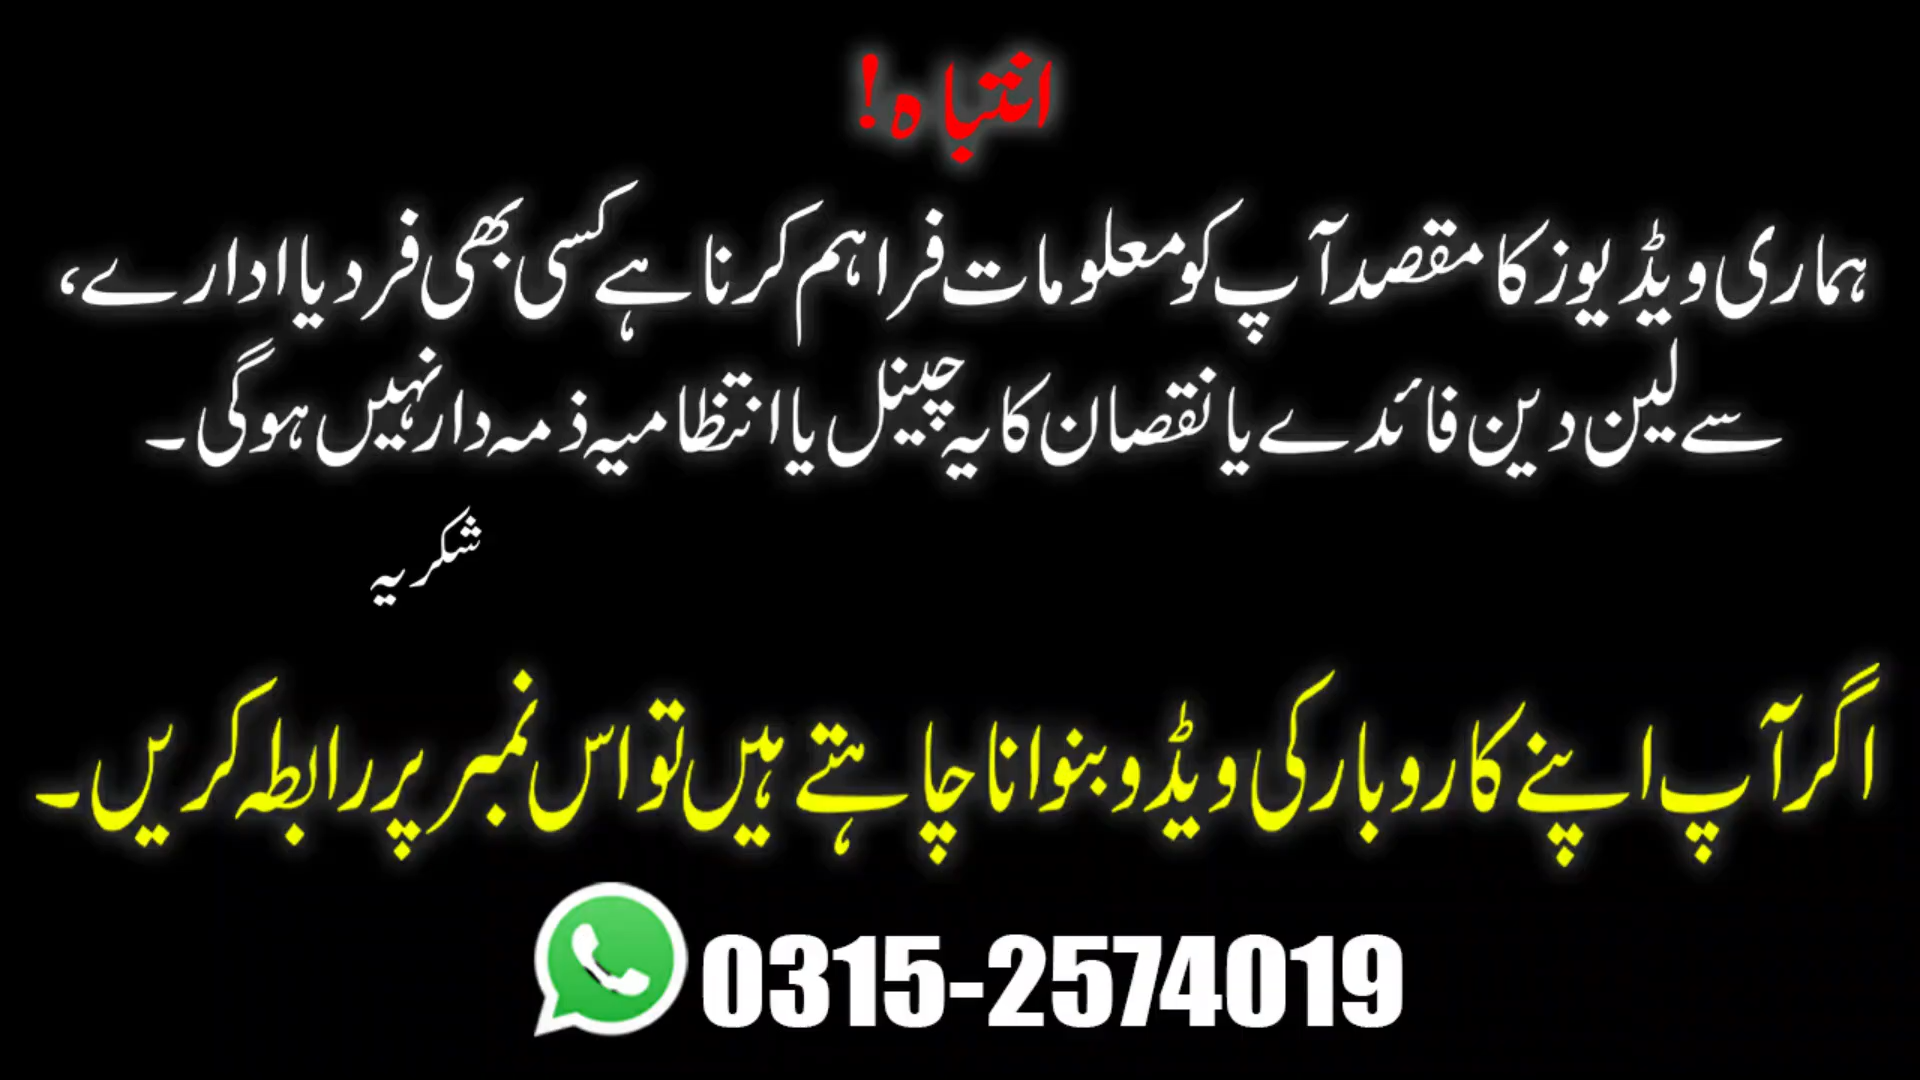 انتباہ!
ہماری ویڈیوز کا مقصد آپ کو معلومات فراہم کرنا ہے کسی بھی فرد یا ادارے،
سے لین دین فائدے یا نقصان کا یہ چینل یا انتظامیہ ذمہ دار نہیں ہوگی۔
شکریہ
اگر آپ اپنے کاروبار کی ویڈیو بنوانا چاہتے ہیں تو اس نمبر پر رابطہ کریں۔
0315-2574019